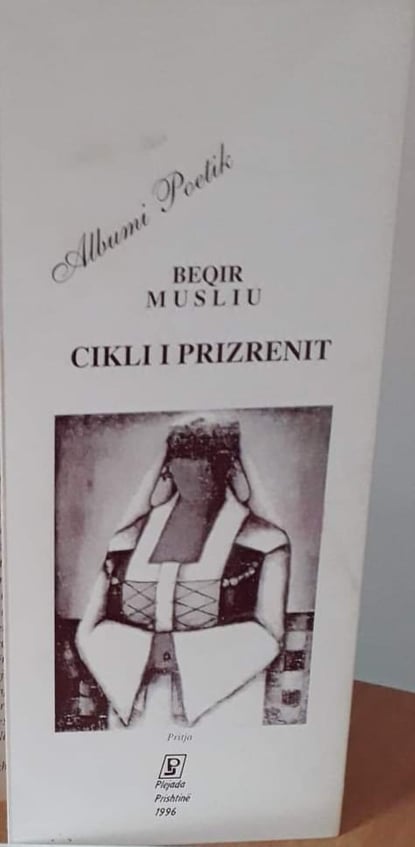 Albumi Poetik
BEQIR
MUSLIU
CIKLI I PRIZRENIT
Pritja
Plejada
Prishtinë
1996